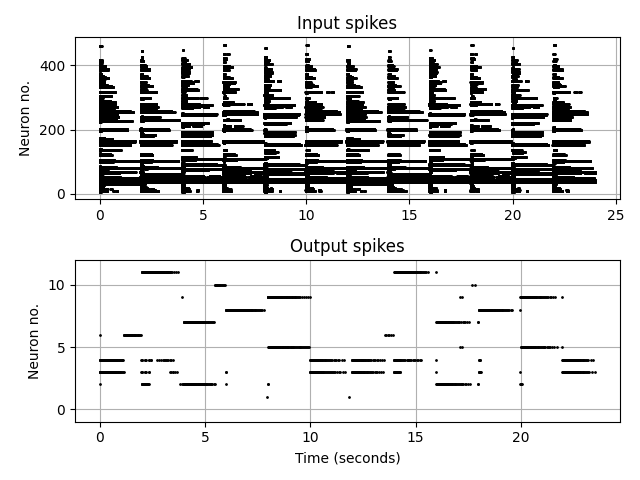 Input spikes
400
200
0
Neuron no.
0 5 10 15 20 25
Output spikes
10
5
0
Neuron no.
0 5 10 15 20
Time (seconds)